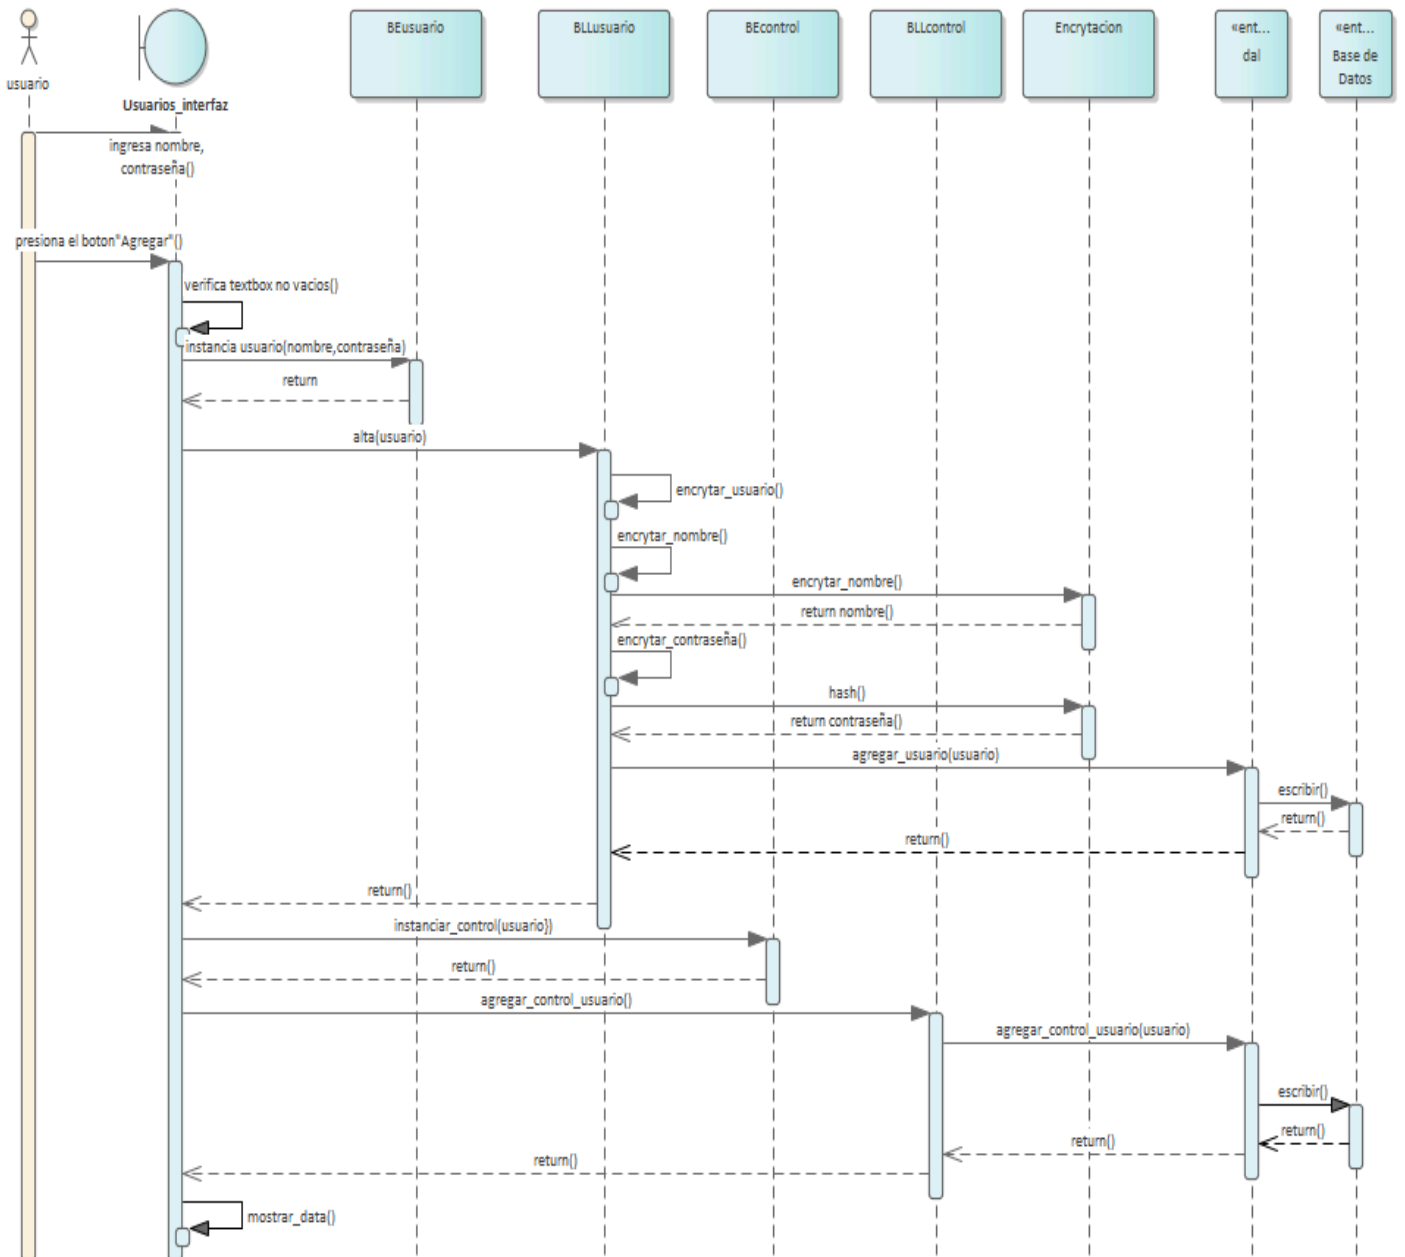 usuario
Usuarios_interfaz
BEusuario
BLLusuario
BEcontrol
BLLcontrol
Encrytacion
«ent...
dal
«ent...
Base de
Datos
ingresa nombre,
contraseña()
presiona el boton"Agregar"()
verifica textbox no vacios()
instancia usuario(nombre,contraseña)
return
alta(usuario)
encrytar_usuario()
encrytar_nombre()
encrytar_nombre()
return nombre()
encrytar_contraseña()
hash()
return contraseña()
agregar_usuario(usuario)
escribir()
return()
return()
return()
instanciar_control(usuario})
return()
agregar_control_usuario()
agregar_control_usuario(usuario)
escribir()
return()
return()
return()
mostrar_data()